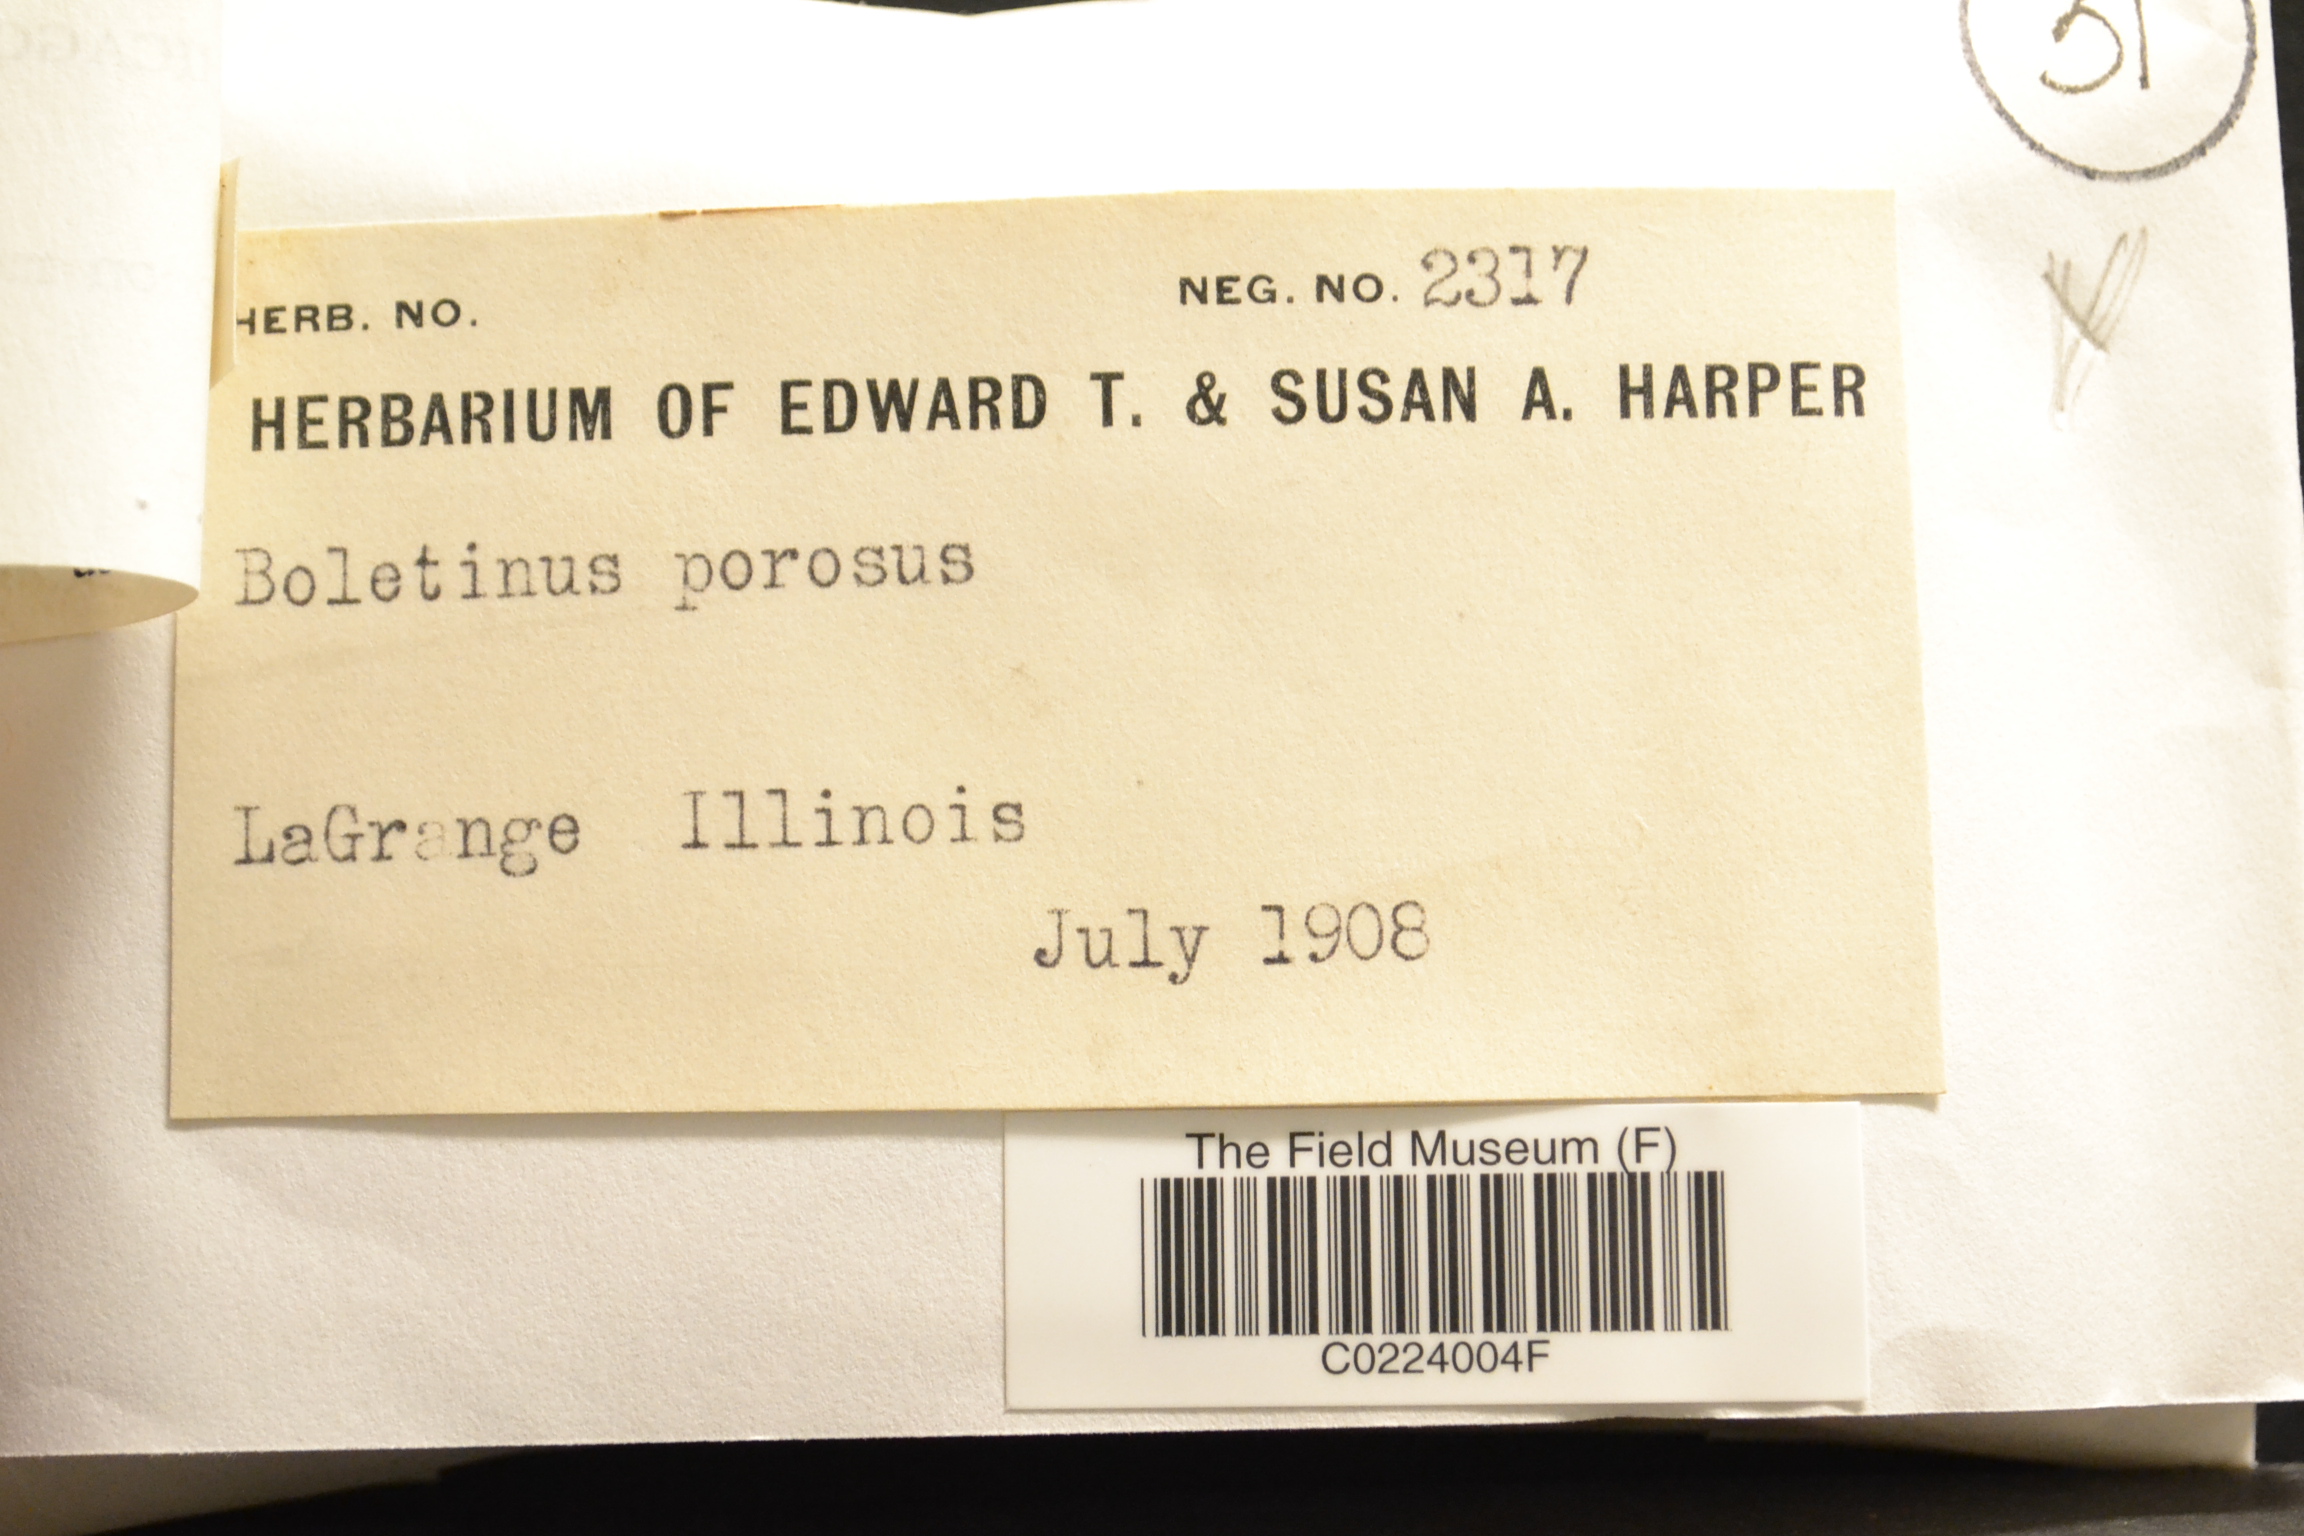 51
HERB. NO.
NEG. NO. 2317
HERBARIUM OF EDWARD T. & SUSAN A. HARPER
Boletinus porosus
LaGrange Illinois
July 1908
The Field Museum (F)
C0224004F